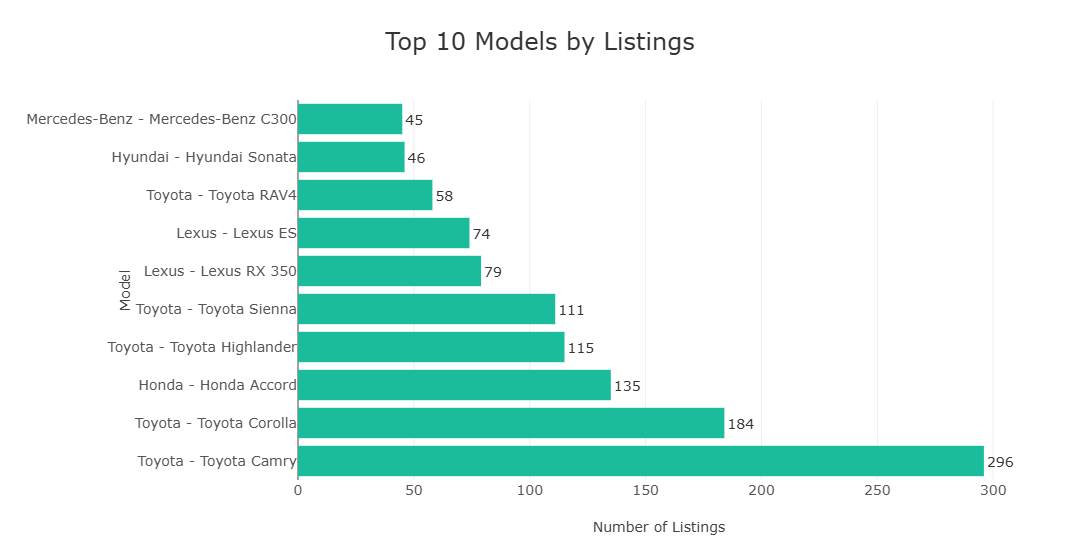 Top 10 Models by Listings
Model
Mercedes-Benz - Mercedes-Benz C300 45
Hyundai - Hyundai Sonata 46
Toyota - Toyota RAV4 58
Lexus - Lexus ES 74
Lexus - Lexus RX 350 79
Toyota - Toyota Sienna 111
Toyota - Toyota Highlander 115
Honda - Honda Accord 135
Toyota - Toyota Corolla 184
Toyota - Toyota Camry 296
0 50 100 150 200 250 300
Number of Listings